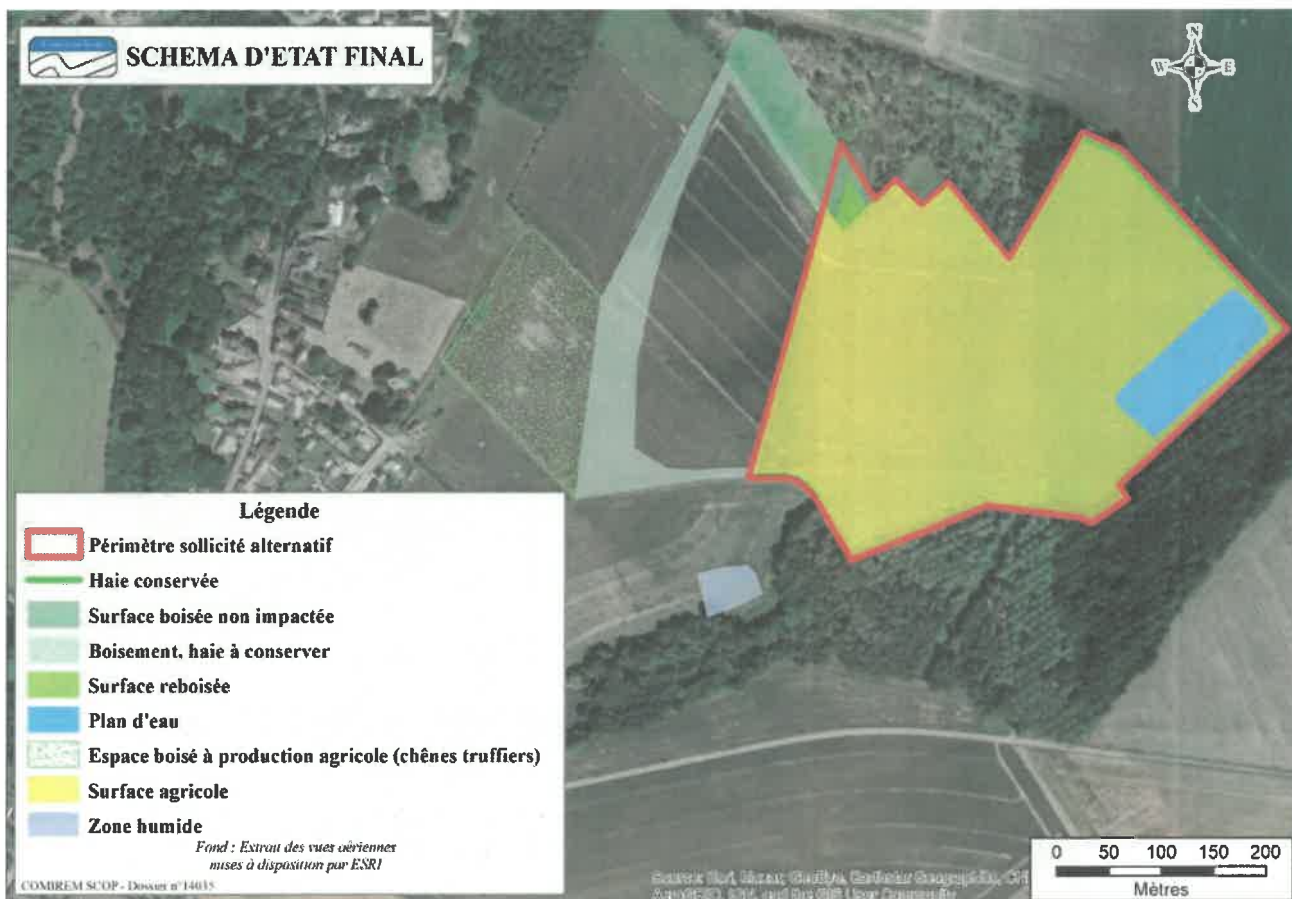 SCHEMA D'ETAT FINAL
N
W
E
S
Légende
Périmètre sollicité alternatif
Haie conservée
Surface boisée non impactée
Boisement, haie à conserver
Surface reboisée
Plan d'eau
Espace boisé à production agricole (chênes truffiers)
Surface agricole
Zone humide
Fond : Extrait des vues aériennes
mises à disposition par ESRI
COMIREM SCOP - Dossier n°14035
0 50 100 150 200
Mètres